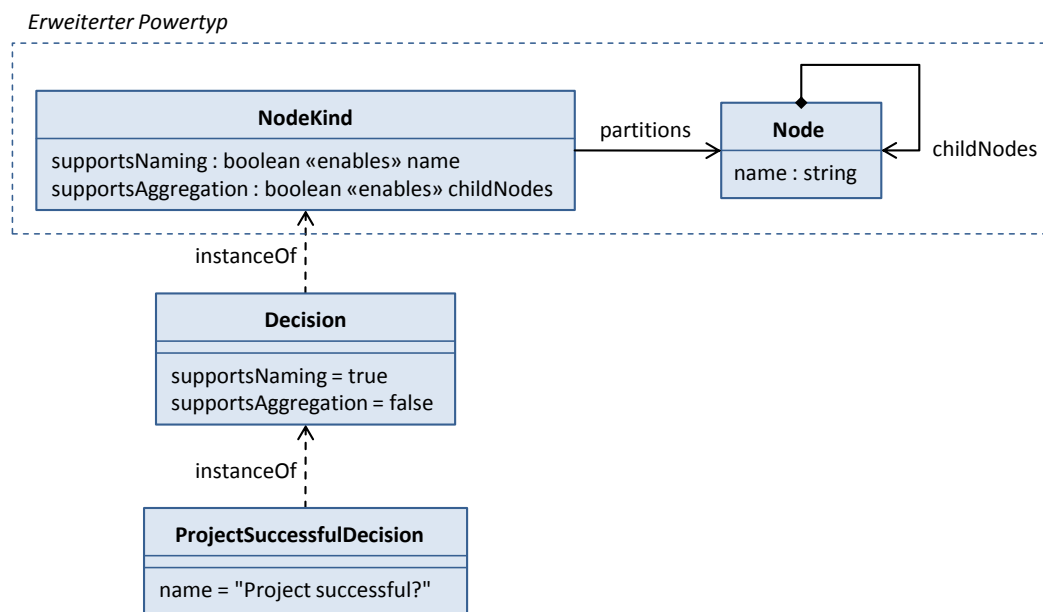 Erweiterter Powertyp
NodeKind
supportsNaming : boolean «enables» name
supportsAggregation : boolean «enables» childNodes
partitions
Node
name : string
childNodes
instanceOf
Decision
supportsNaming = true
supportsAggregation = false
instanceOf
ProjectSuccessfulDecision
name = "Project successful?"